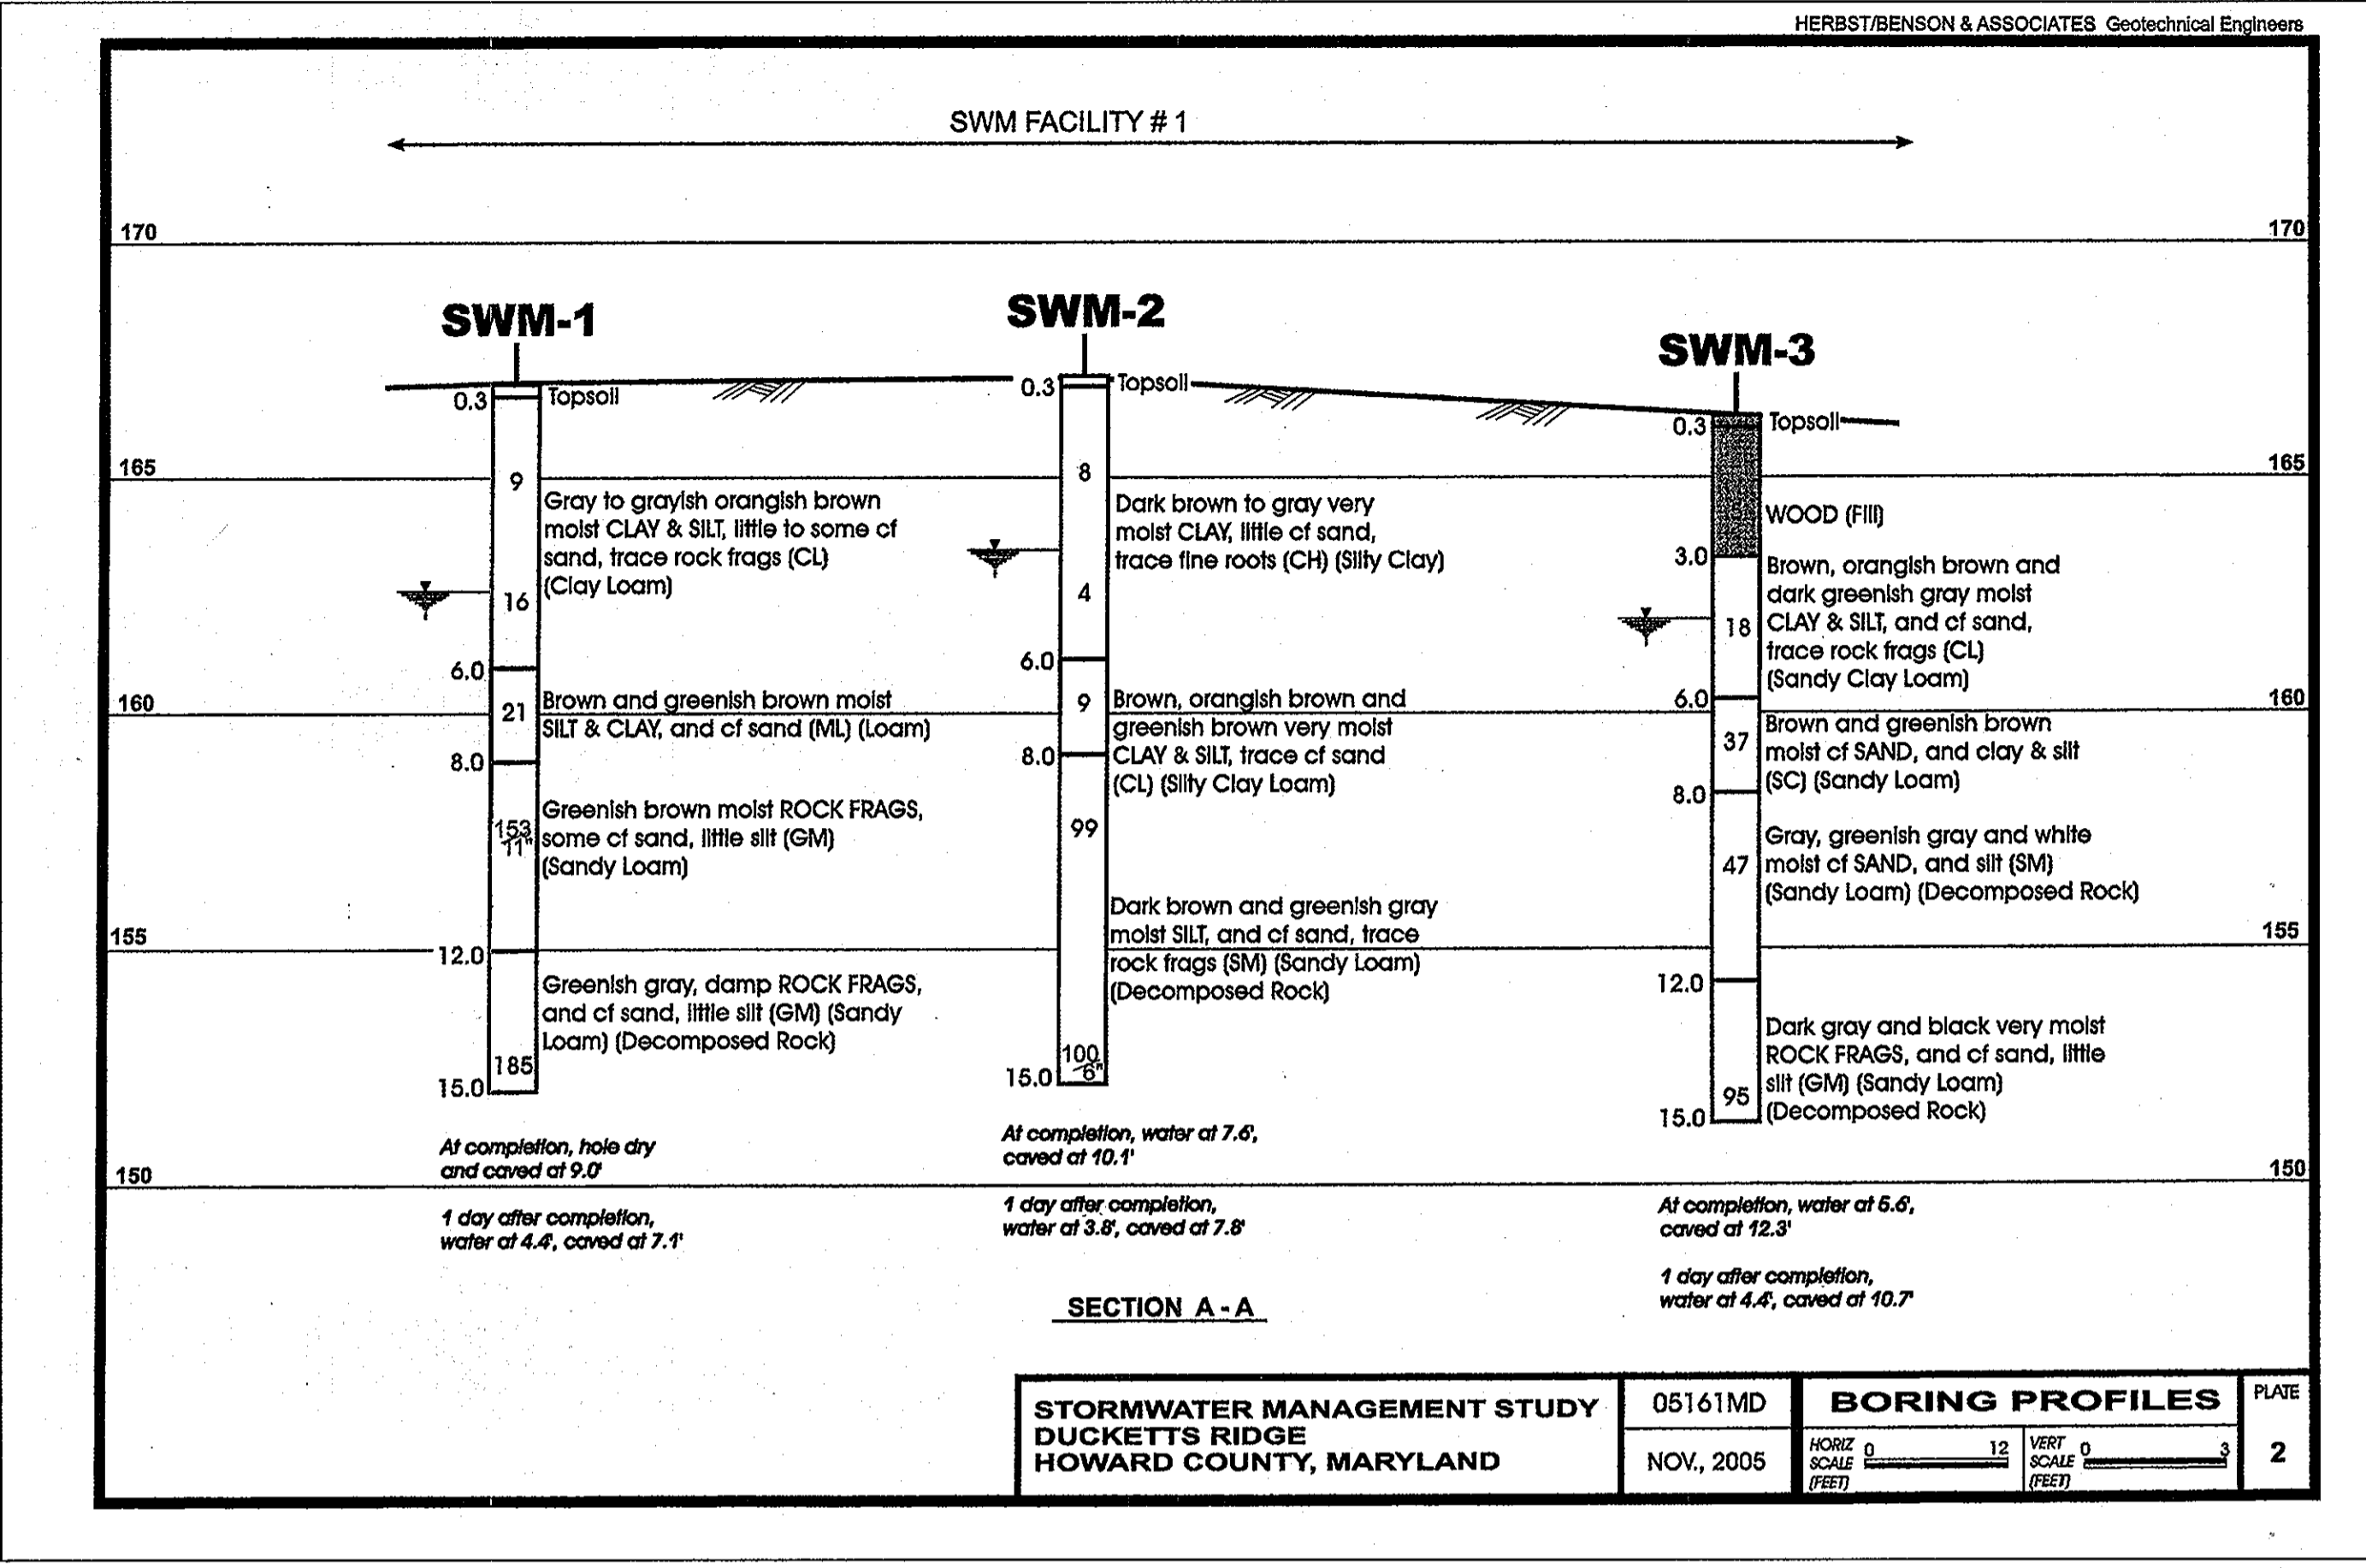 HERBST/BENSON & ASSOCIATES Geotechnical Engineers
SWM FACILITY # 1
170
170
SWM-1
SWM-2
SWM-3
0.3
Topsoil
0.3
Topsoil
0.3
Topsoil
165
165
9
Gray to grayish orangish brown
moist CLAY & SILT, little to some cf
sand, trace rock frags (CL)
(Clay Loam)
16
6.0
21
Brown and greenish brown moist
SILT & CLAY, and cf sand (ML) (Loam)
8.0
153
11"
Greenish brown moist ROCK FRAGS,
some cf sand, little silt (GM)
(Sandy Loam)
12.0
Greenish gray, damp ROCK FRAGS,
and cf sand, little silt (GM) (Sandy
Loam) (Decomposed Rock)
185
15.0
At completion, hole dry
and caved at 9.0'
1 day after completion,
water at 4.4', caved at 7.1'
8
Dark brown to gray very
moist CLAY, little cf sand,
trace fine roots (CH) (Silty Clay)
4
6.0
9
Brown, orangish brown and
greenish brown very moist
CLAY & SILT, trace cf sand
(CL) (Silty Clay Loam)
8.0
99
Dark brown and greenish gray
moist SILT, and cf sand, trace
rock frags (SM) (Sandy Loam)
(Decomposed Rock)
100
6"
15.0
At completion, water at 7.6',
caved at 10.1'
1 day after completion,
water at 3.8', caved at 7.8'
WOOD (Fill)
3.0
Brown, orangish brown and
dark greenish gray moist
CLAY & SILT, and cf sand,
trace rock frags (CL)
(Sandy Clay Loam)
18
6.0
37
Brown and greenish brown
moist cf SAND, and clay & silt
(SC) (Sandy Loam)
8.0
47
Gray, greenish gray and white
moist cf SAND, and silt (SM)
(Sandy Loam) (Decomposed Rock)
12.0
Dark gray and black very moist
ROCK FRAGS, and cf sand, little
silt (GM) (Sandy Loam)
(Decomposed Rock)
95
15.0
At completion, water at 5.6',
caved at 12.3'
1 day after completion,
water at 4.4', caved at 10.7'
160
160
155
155
150
150
SECTION A - A
STORMWATER MANAGEMENT STUDY
DUCKETTS RIDGE
HOWARD COUNTY, MARYLAND
05161MD
NOV., 2005
BORING PROFILES
HORIZ SCALE (FEET) 0 12
VERT SCALE (FEET) 0 3
PLATE
2